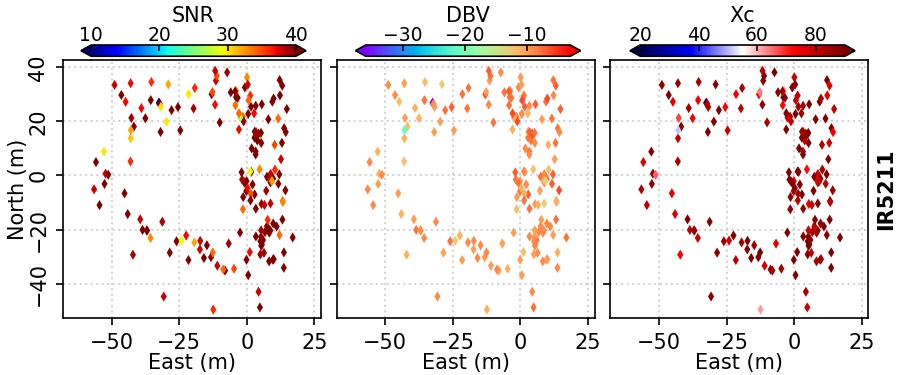 SNR DBV Xc
10 20 30 40 −30 −20 −10 20 40 60 80
40
20
0
−20
−40
North (m)
IR5211
−50 −25 0 25 −50 −25 0 25 −50 −25 0 25
East (m) East (m) East (m)